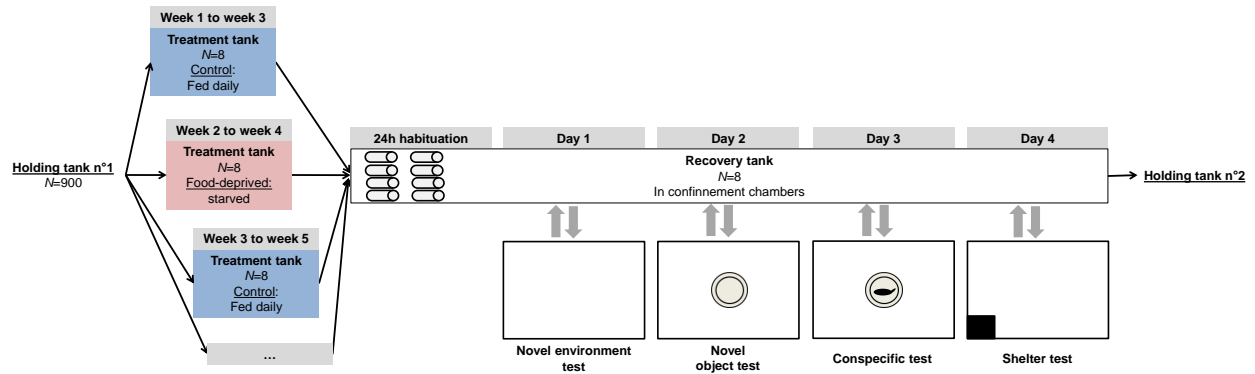 Week 1 to week 3
Treatment tank
N=8
Control:
Fed daily
Week 2 to week 4
Treatment tank
N=8
Food-deprived:
starved
Holding tank n°1
N=900
Week 3 to week 5
Treatment tank
N=8
Control:
Fed daily
...
24h habituation
Day 1
Day 2
Day 3
Day 4
Recovery tank
N=8
In confinnement chambers
Holding tank n°2
Novel environment
test
Novel
object test
Conspecific test
Shelter test